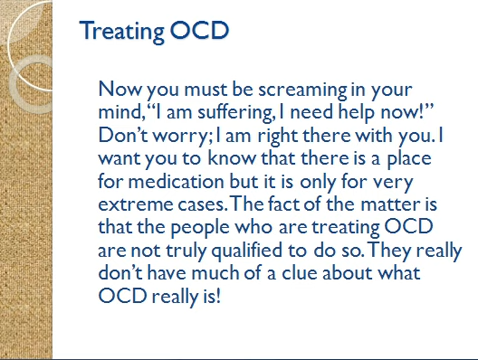 Treating OCD
Now you must be screaming in your
mind, “I am suffering, I need help now!”
Don’t worry; I am right there with you. I
want you to know that there is a place
for medication but it is only for very
extreme cases. The fact of the matter is
that the people who are treating OCD
are not truly qualified to do so. They really
don’t have much of a clue about what
OCD really is!